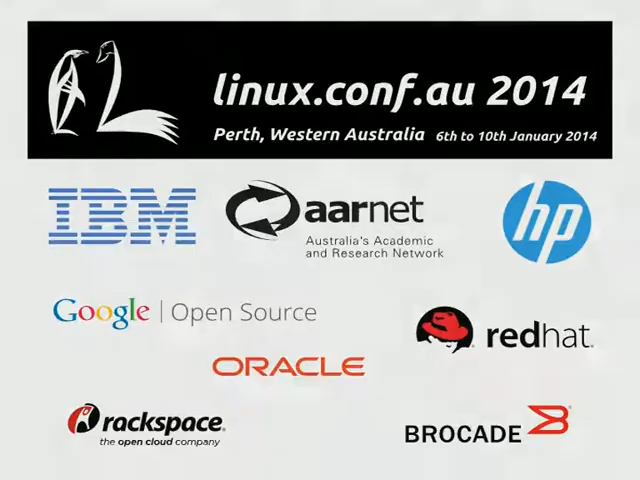 linux.conf.au 2014
Perth, Western Australia 6th to 10th January 2014
IBM
aarnet
Australia's Academic
and Research Network
hp
Google | Open Source
redhat.
ORACLE
rackspace.
the open cloud company
BROCADE